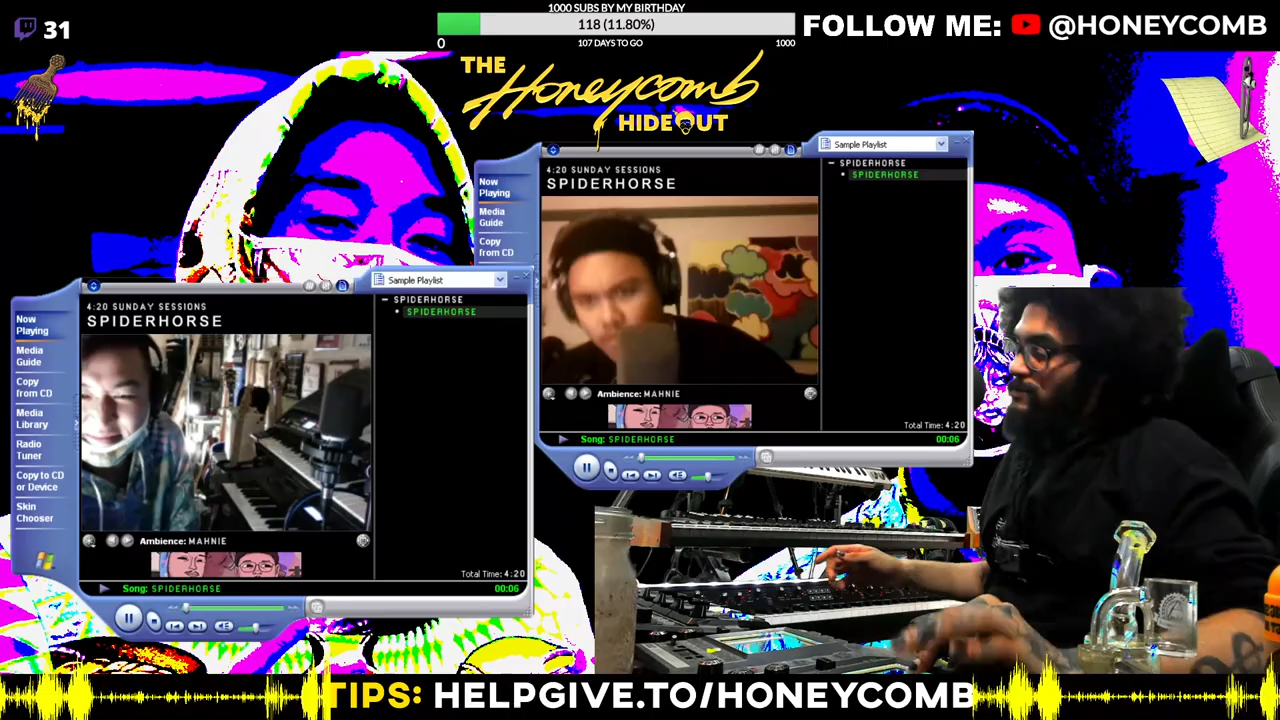 31
1000 SUBS BY MY BIRTHDAY
118 (11.80%)
0
107 DAYS TO GO
1000
FOLLOW ME: @HONEYCOMB
THE
Honeycomb
HIDEOUT
Sample Playlist
4:20 SUNDAY SESSIONS
SPIDERHORSE
SPIDERHORSE
SPIDERHORSE
Now
Playing
Media
Guide
Copy
from CD
Ambience: MAHNIE
Total Time: 4:20
Song: SPIDERHORSE
00:06
Sample Playlist
4:20 SUNDAY SESSIONS
SPIDERHORSE
SPIDERHORSE
SPIDERHORSE
Now
Playing
Media
Guide
Copy
from CD
Media
Library
Radio
Tuner
Copy to CD
or Device
Skin
Chooser
Ambience: MAHNIE
Total Time: 4:20
Song: SPIDERHORSE
00:06
TIPS: HELPGIVE.TO/HONEYCOMB